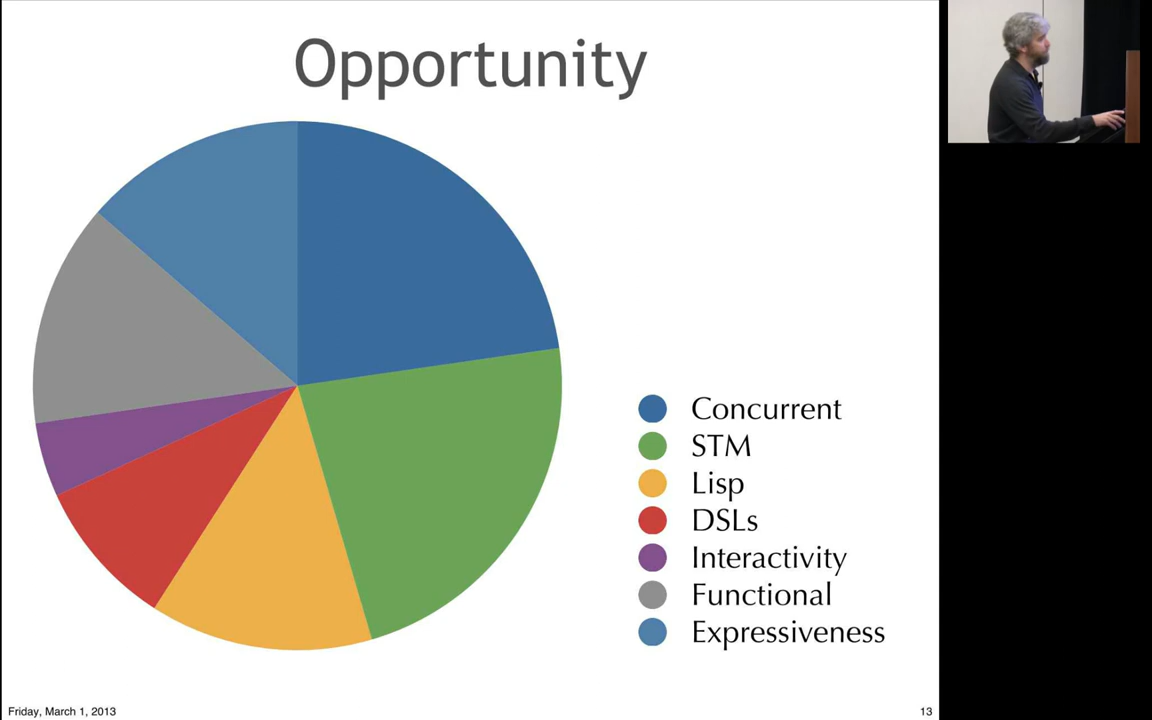 Opportunity
Concurrent
STM
Lisp
DSLs
Interactivity
Functional
Expressiveness
Friday, March 1, 2013
13